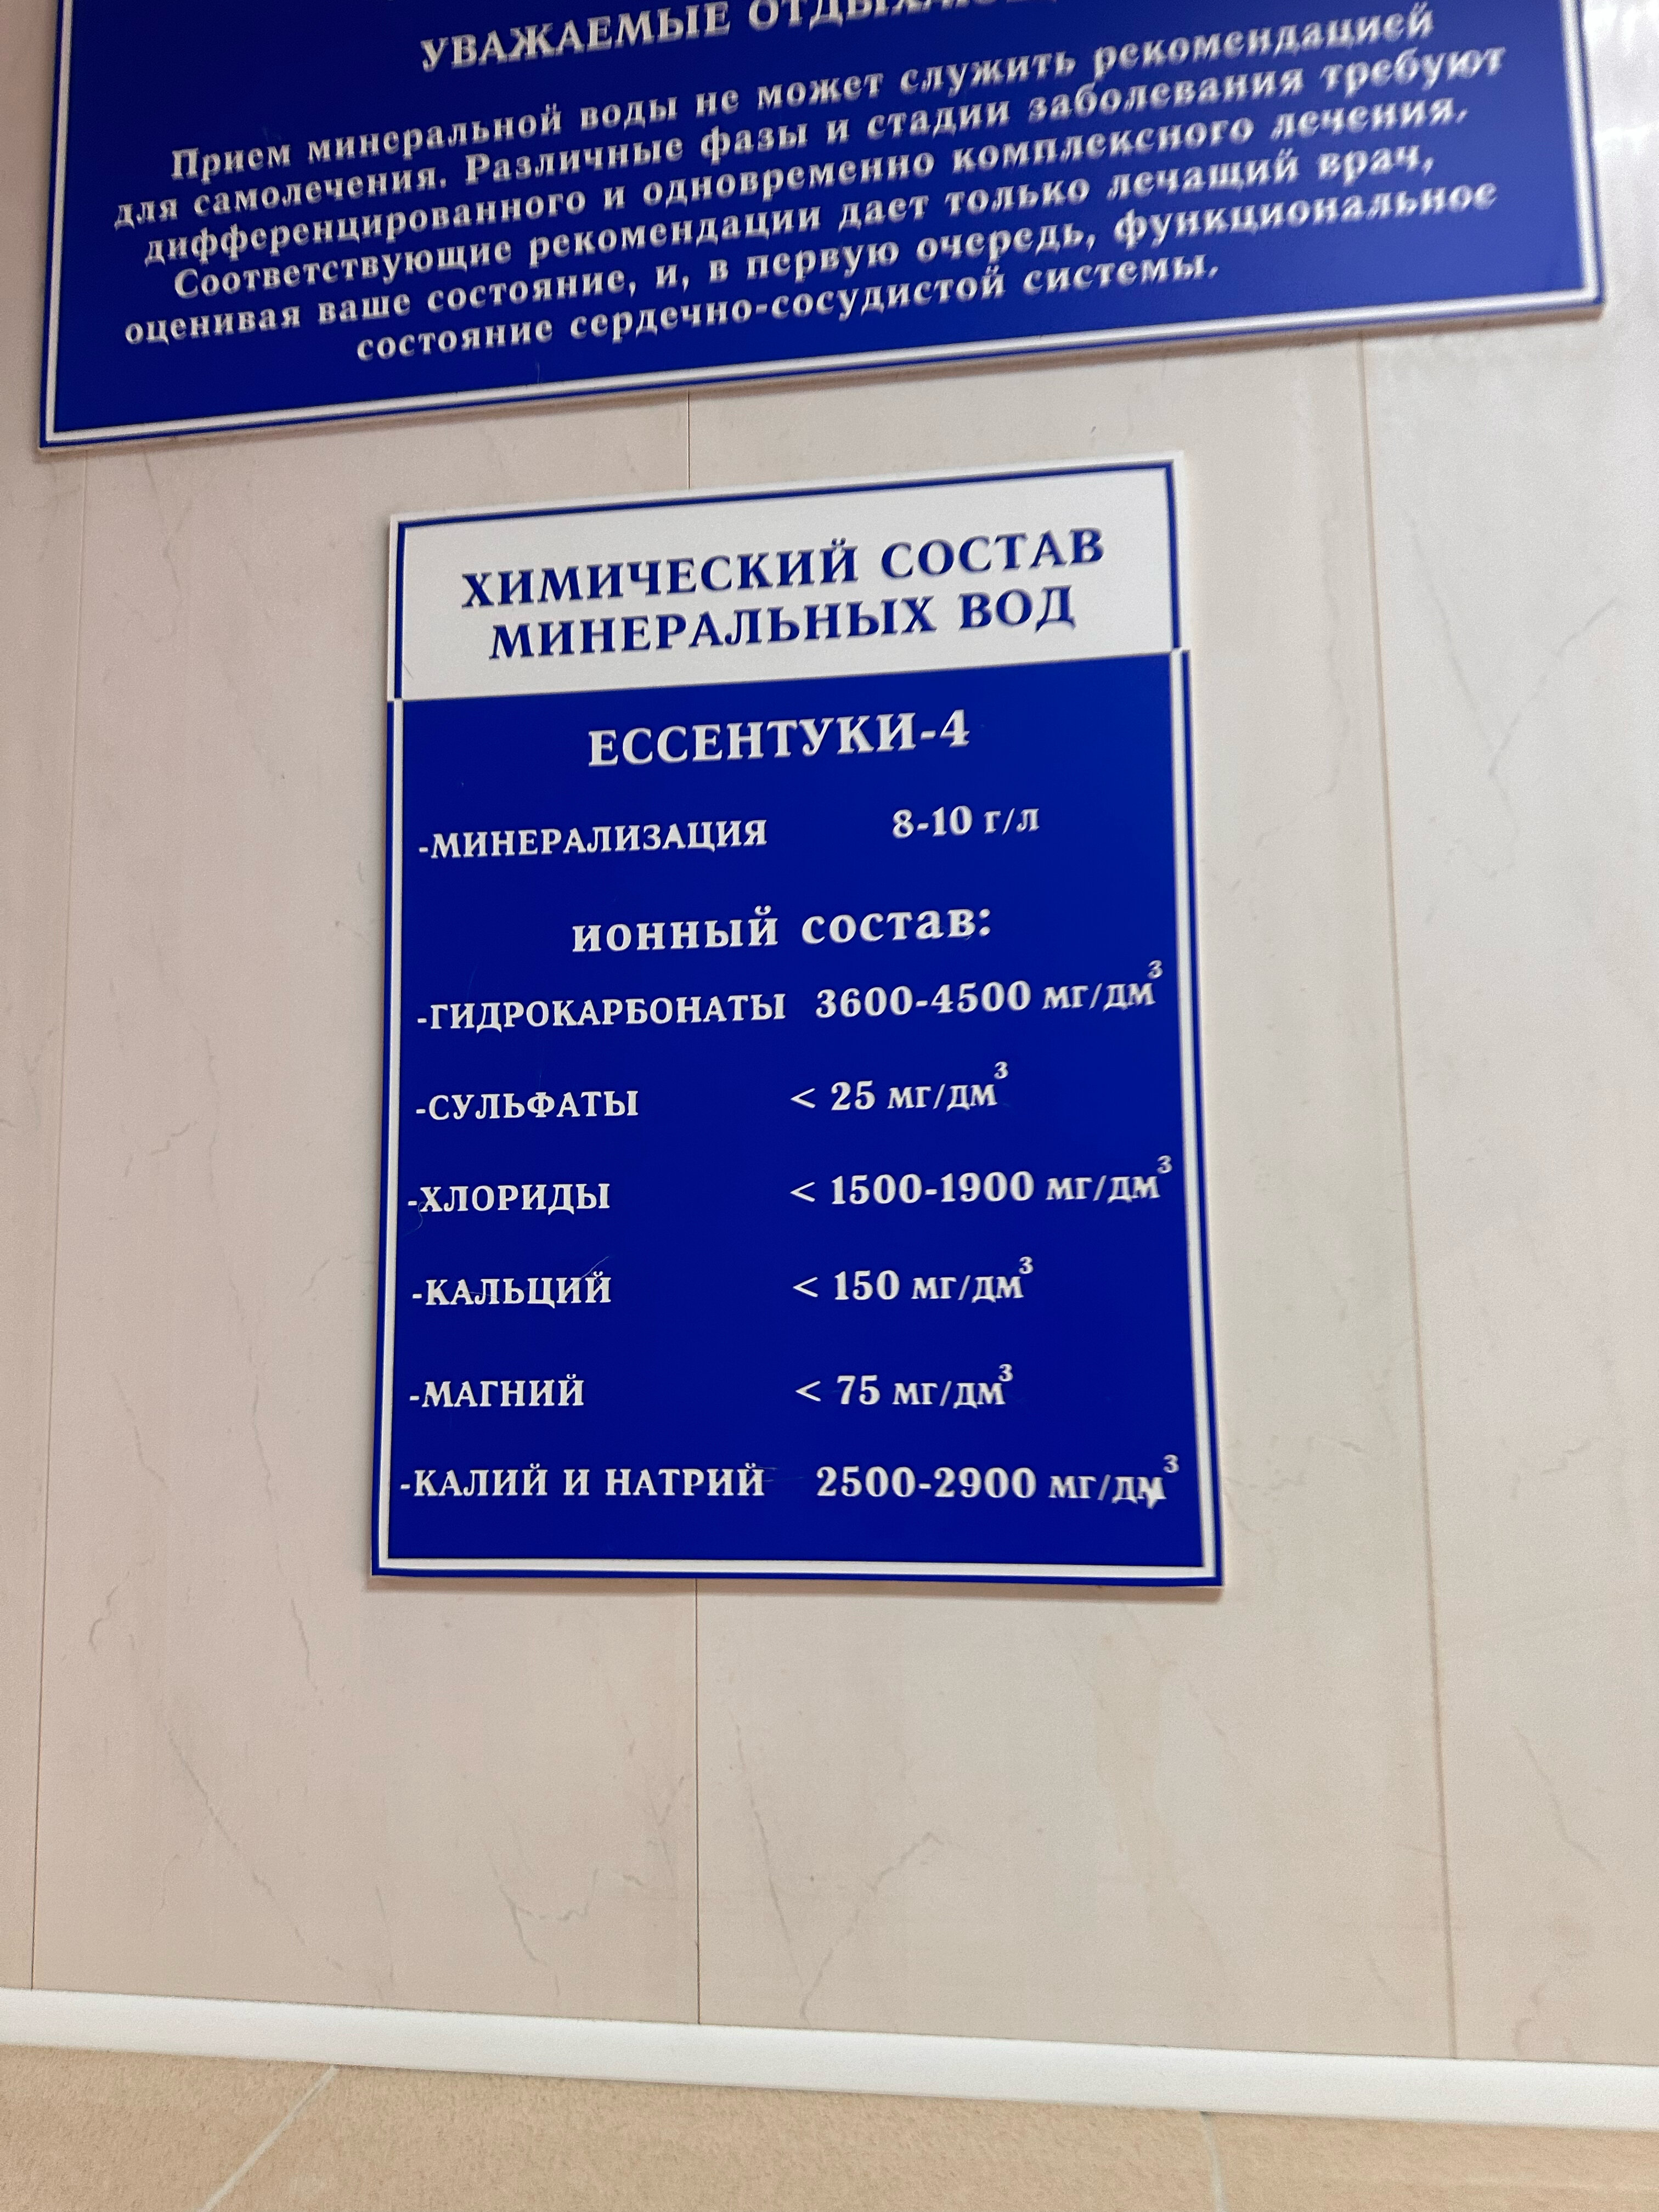 УВАЖАЕМЫЕ
Прием минеральной воды не может служить рекомендацией
для самолечения. Различные фазы и стадии заболевания требуют
дифференцированного и одновременно комплексного лечения.
Соответствующие рекомендации дает только лечащий врач,
оценивая ваше состояние, и, в первую очередь, функциональное
состояние сердечно-сосудистой системы.
ХИМИЧЕСКИЙ СОСТАВ
МИНЕРАЛЬНЫХ ВОД
ЕССЕНТУКИ-4
-МИНЕРАЛИЗАЦИЯ 8-10 г/л
ионный состав:
-ГИДРОКАРБОНАТЫ 3600-4500 мг/дм³
-СУЛЬФАТЫ < 25 мг/дм³
-ХЛОРИДЫ < 1500-1900 мг/дм³
-КАЛЬЦИЙ < 150 мг/дм³
-МАГНИЙ < 75 мг/дм³
-КАЛИЙ И НАТРИЙ 2500-2900 мг/дм³